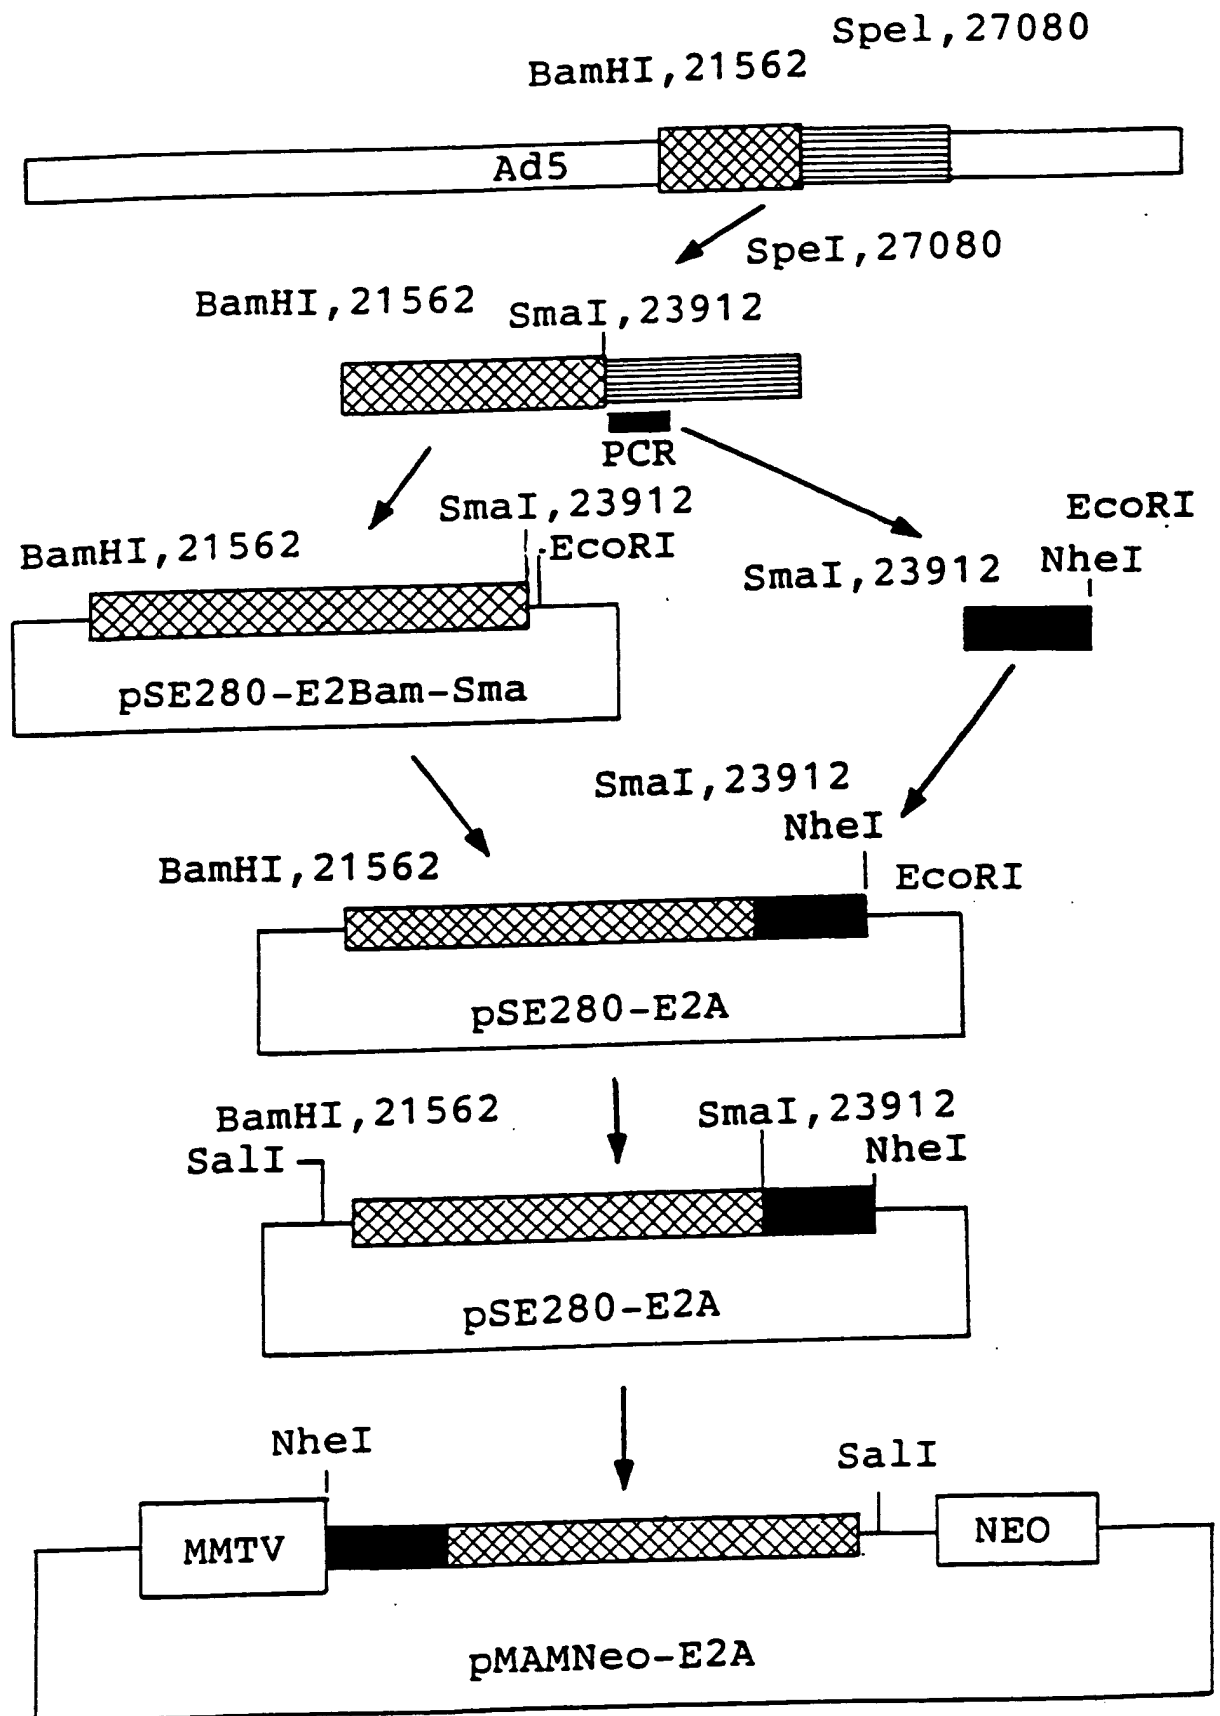 Spel,27080
BamHI,21562
Ad5
SpeI,27080
BamHI,21562
SmaI,23912
PCR
SmaI,23912
EcoRI
BamHI,21562
EcoRI
SmaI,23912
NheI
pSE280-E2Bam-Sma
SmaI,23912
NheI
BamHI,21562
EcoRI
pSE280-E2A
BamHI,21562
SmaI,23912
SalI
NheI
pSE280-E2A
NheI
SalI
MMTV
NEO
pMAMNeo-E2A